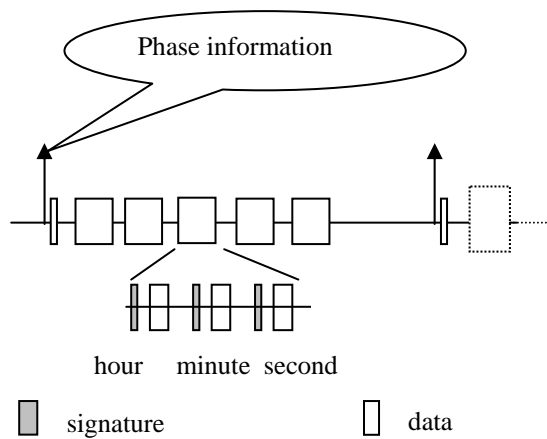 Phase information
hour minute second
signature data